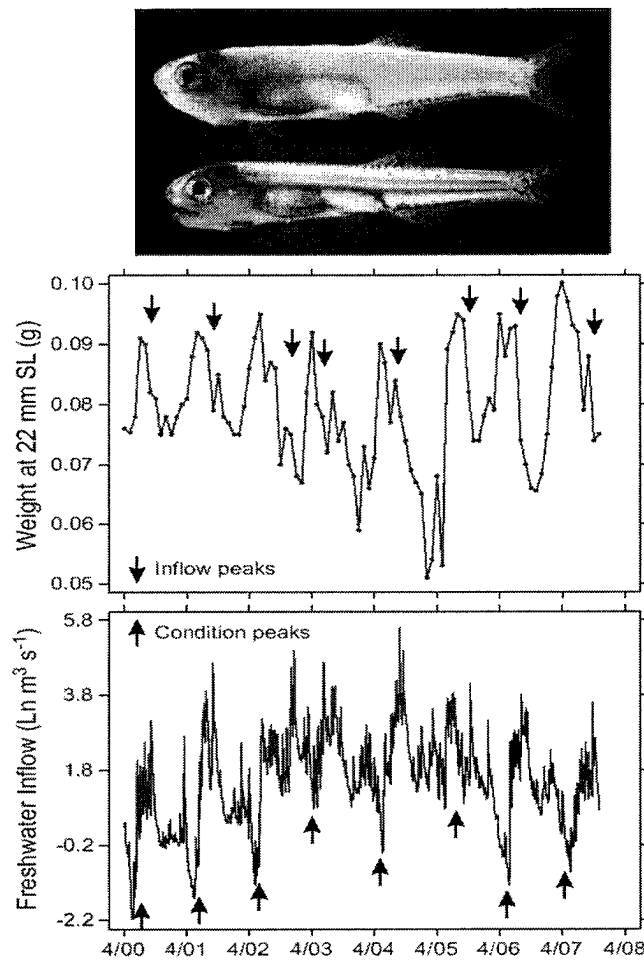 0.10
0.09
0.08
0.07
0.06
0.05
Weight at 22 mm SL (g)
Inflow peaks
5.8
3.8
1.8
-0.2
-2.2
Freshwater Inflow (Ln m³ s⁻¹)
Condition peaks
4/00 4/01 4/02 4/03 4/04 4/05 4/06 4/07 4/08